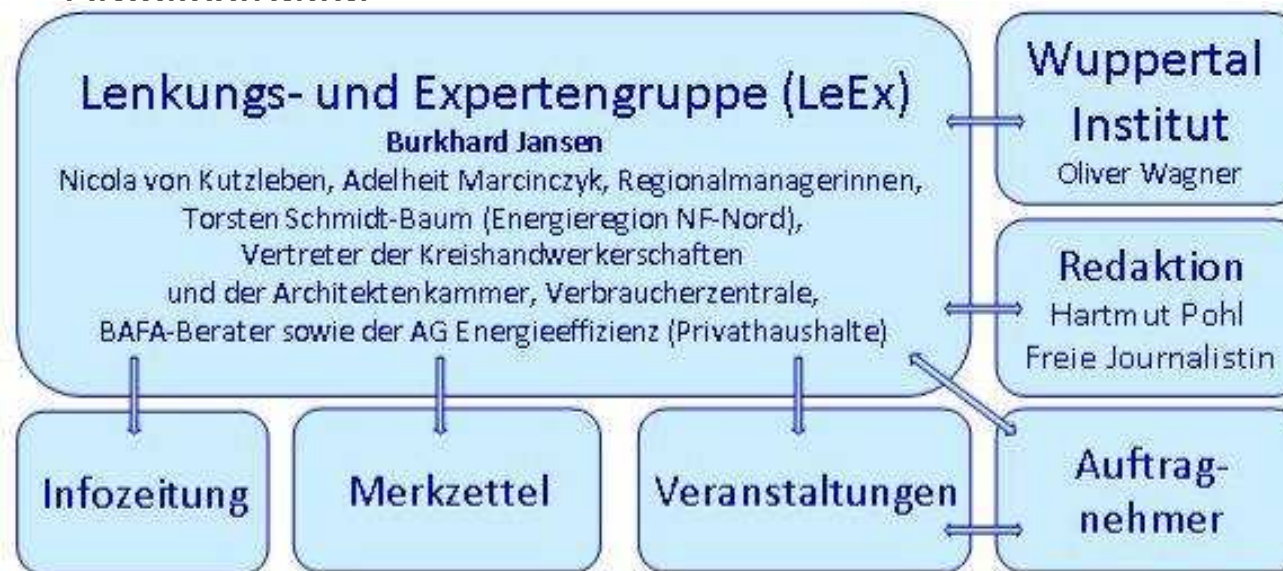 Lenkungs- und Expertengruppe (LeEx)
Burkhard Jansen
Nicola von Kutzleben, Adelheit Marcinczyk, Regionalmanagerinnen,
Torsten Schmidt-Baum (Energieregion NF-Nord),
Vertreter der Kreishandwerkerschaften
und der Architektenkammer, Verbraucherzentrale,
BAFA-Berater sowie der AG Energieeffizienz (Privathaushalte)
Wuppertal
Institut
Oliver Wagner
Redaktion
Hartmut Pohl
Freie Journalistin
Infozeitung
Merkzettel
Veranstaltungen
Auftrag-
nehmer